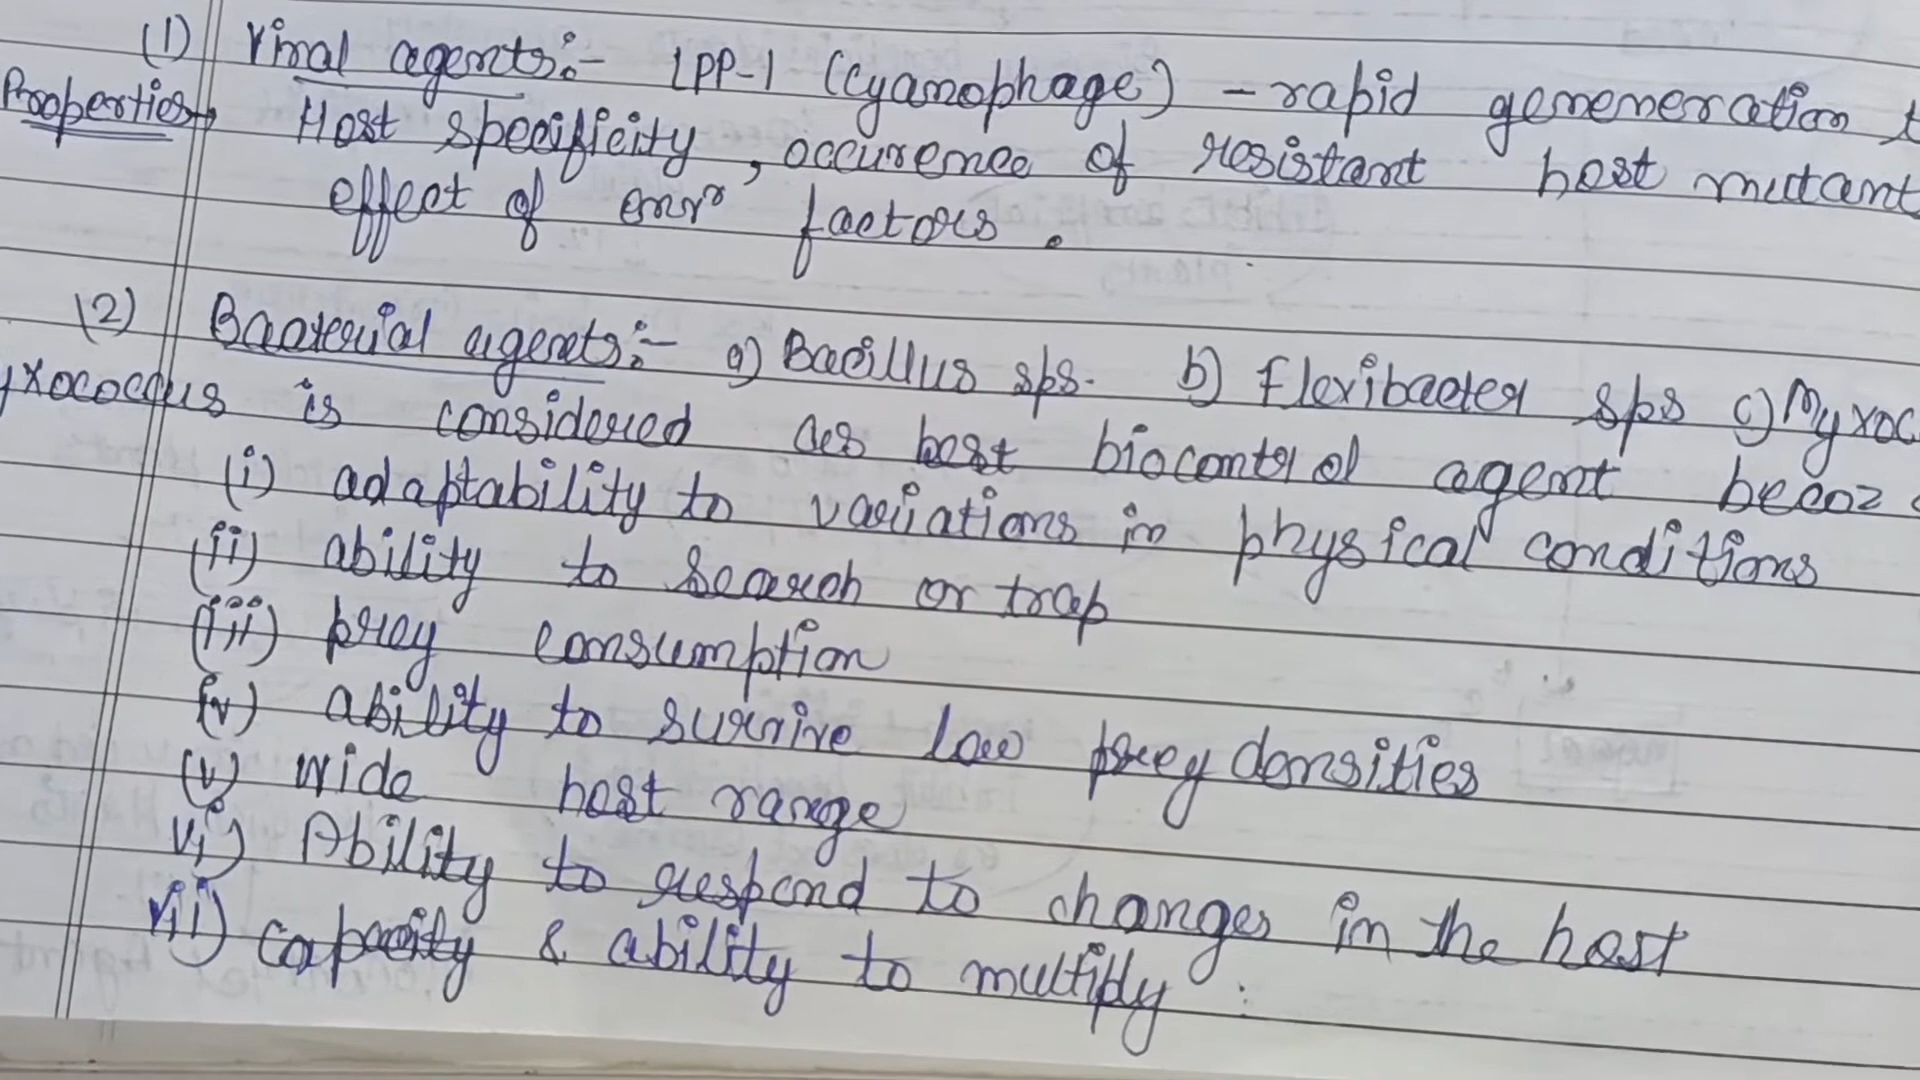 (1) Viral agents:- LPP-1 (Cyanophage) - rapid genemeration t
Properties Host specificity, occurence of resistant host mutant
effect of envr° factors.
(2) Bacterial agents:- a) Bacillus sps. b) Flexibacter sps c) Myxoc
yxococcus is considered as best biocontrol agent becoz
(i) adaptability to variations in physical conditions
(ii) ability to search or trap
(iii) prey consumption
(iv) ability to survive low prey densities
(v) wide host range
vi) Ability to respond to changes in the host
vii) capacity & ability to multiply.